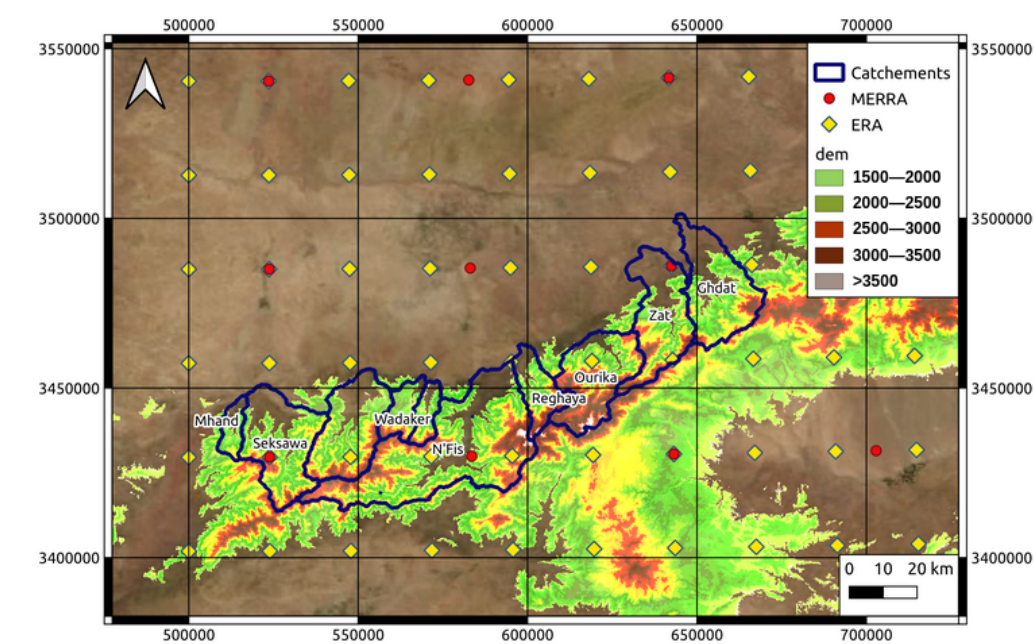 500000 550000 600000 650000 700000
3550000 3550000
Catchements
MERRA
ERA
dem
1500—2000
2000—2500
2500—3000
3000—3500
>3500
3500000 3500000
Ghdat
Zat
Ourika
3450000 3450000
Reghaya
Mhand
Wadaker
Seksawa
N'Fis
3400000 3400000
0 10 20 km
500000 550000 600000 650000 700000